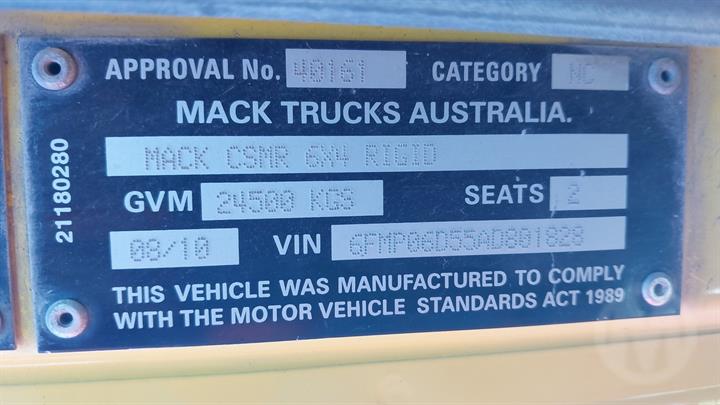 APPROVAL No. 40161 CATEGORY NC
MACK TRUCKS AUSTRALIA.
MACK CSMR 6X4 RIGID
GVM 24500 KGS SEATS 2
08/10 VIN 6FMP06D55AD801828
THIS VEHICLE WAS MANUFACTURED TO COMPLY
WITH THE MOTOR VEHICLE STANDARDS ACT 1989
21180280